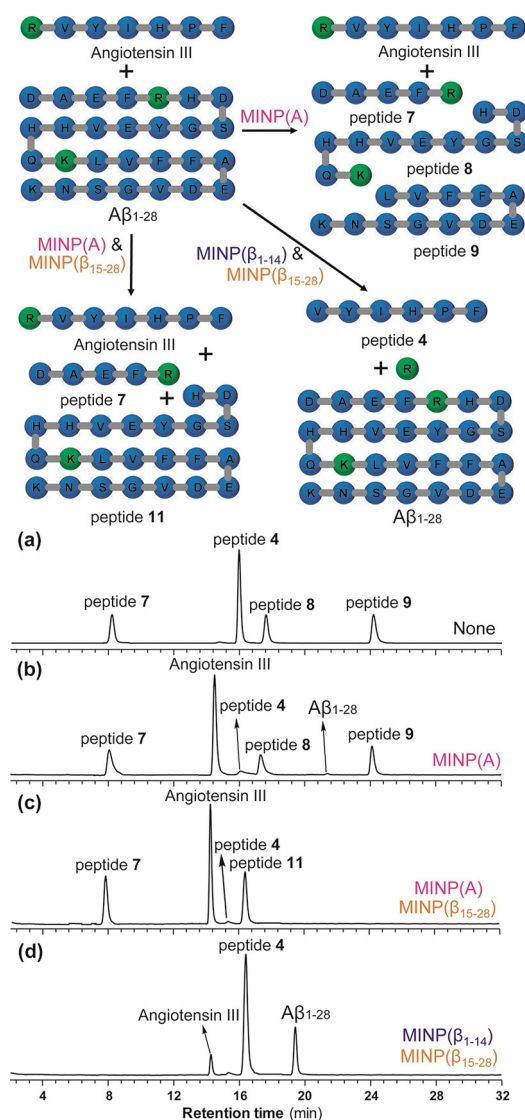 R V Y I H P F
Angiotensin III
+
D A E F R H D
H H V E Y G S
Q K L V F F A
K N S G V D E
Aβ1-28
MINP(A)
R V Y I H P F
Angiotensin III
+
D A E F R
peptide 7
H D
H H V E Y G S
peptide 8
Q K
L V F F A
K N S G V D E
peptide 9
MINP(A) &
MINP(β15-28)
MINP(β1-14) &
MINP(β15-28)
R V Y I H P F
Angiotensin III
+
D A E F R
peptide 7
+
H D
H H V E Y G S
Q K L V F F A
K N S G V D E
peptide 11
V Y I H P F
peptide 4
+ R
D A E F R H D
H H V E Y G S
Q K L V F F A
K N S G V D E
Aβ1-28
(a)
peptide 7
peptide 4
peptide 8
peptide 9
None
(b)
Angiotensin III
peptide 7
peptide 4
peptide 8
Aβ1-28
peptide 9
MINP(A)
(c)
Angiotensin III
peptide 7
peptide 4
peptide 11
MINP(A)
MINP(β15-28)
(d)
peptide 4
Angiotensin III
Aβ1-28
MINP(β1-14)
MINP(β15-28)
4 8 12 16 20 24 28 32
Retention time (min)